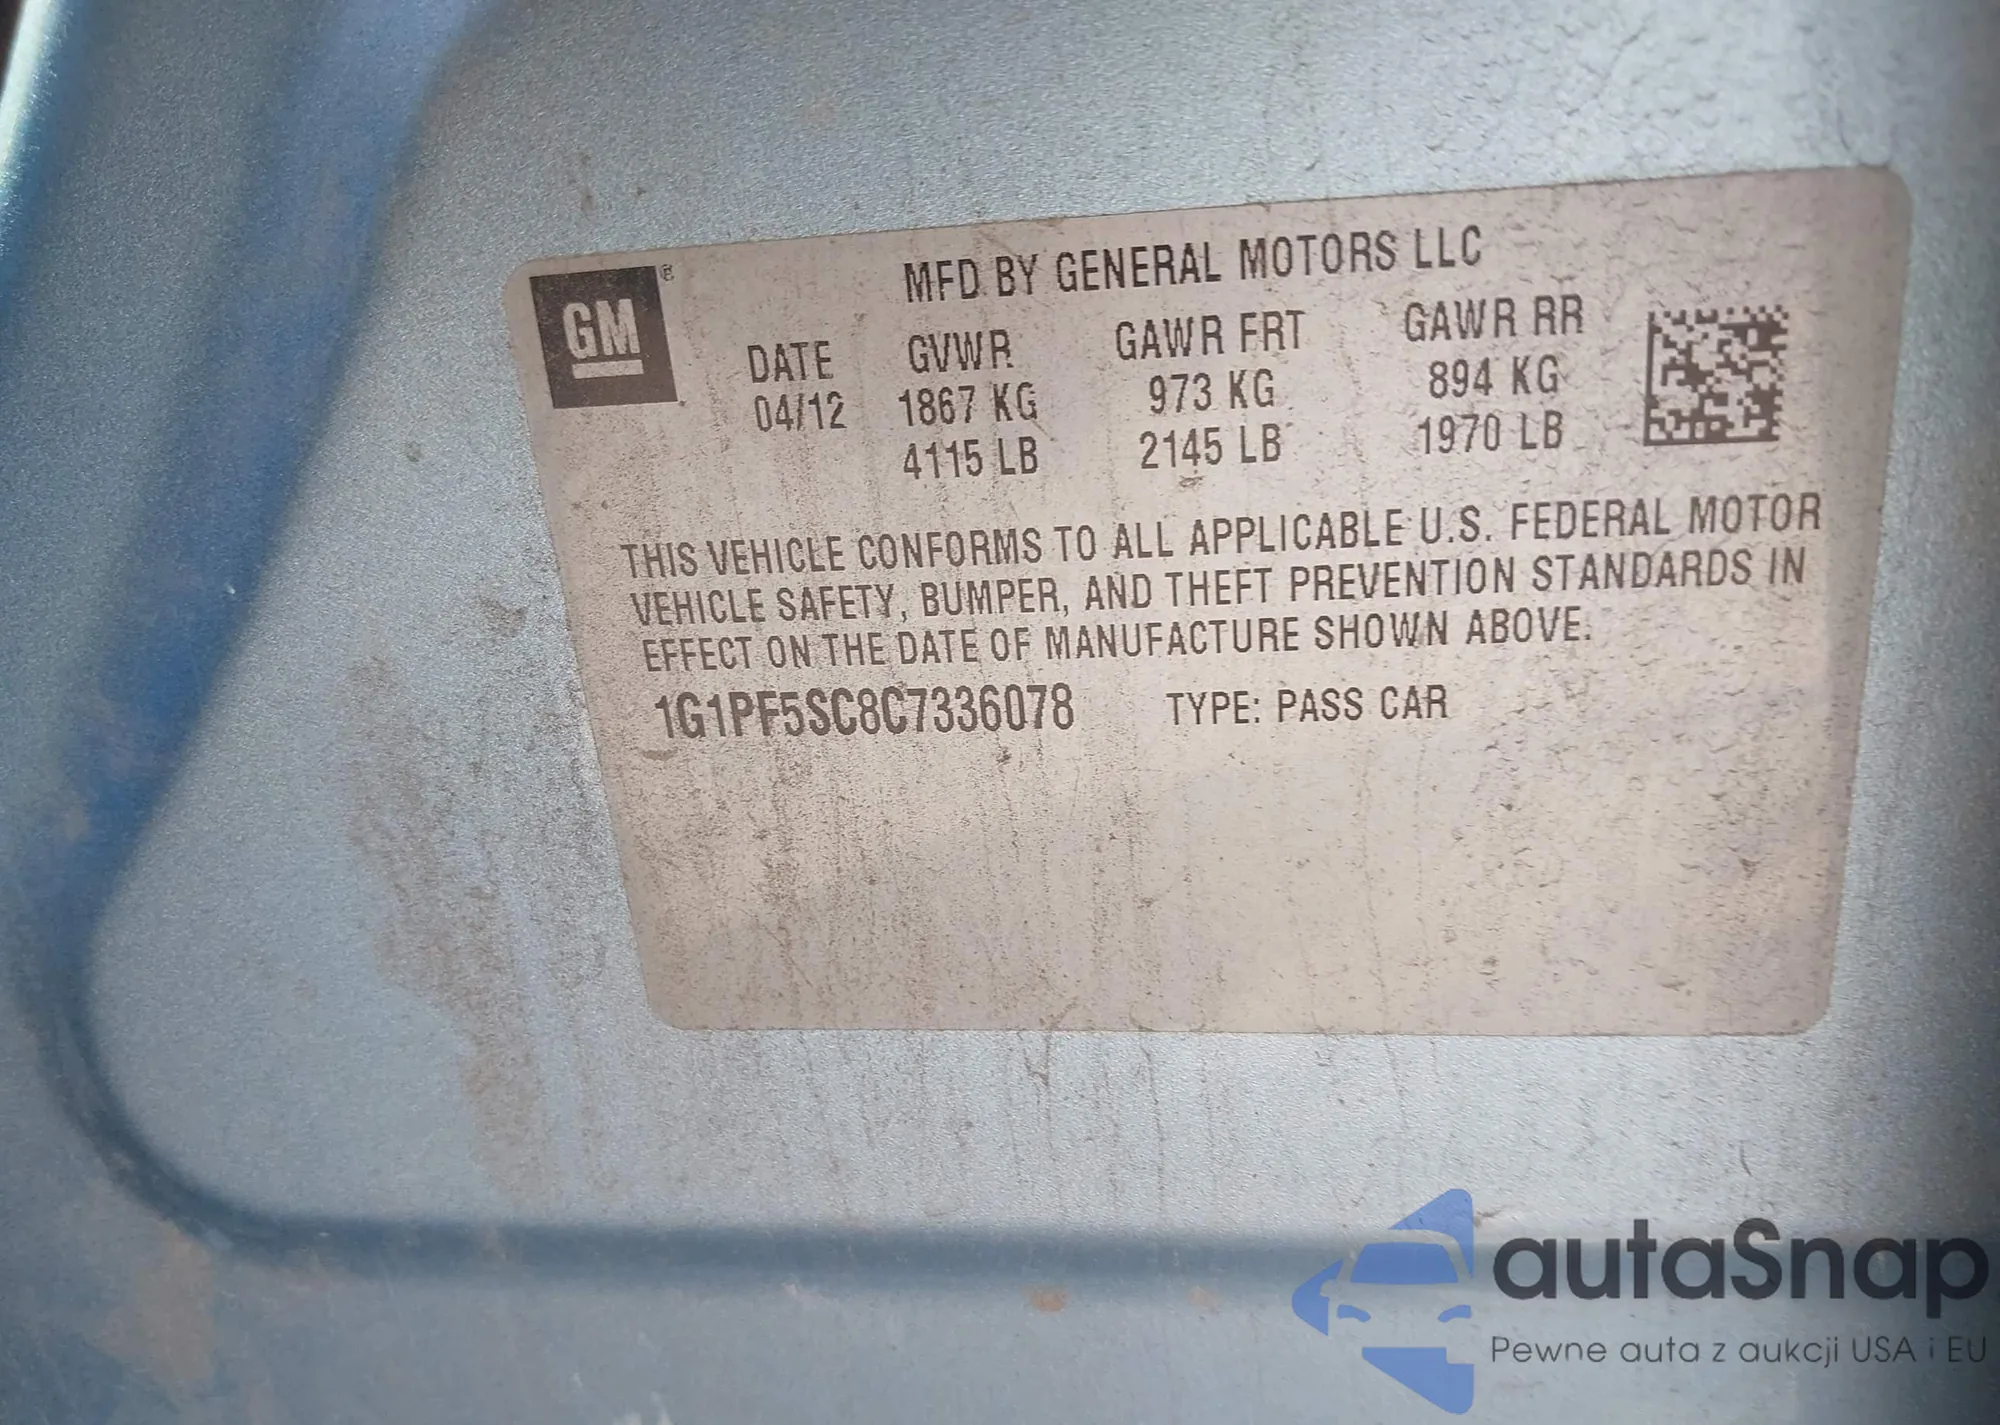 GM
MFD BY GENERAL MOTORS LLC
DATE GVWR GAWR FRT GAWR RR
04/12 1867 KG 973 KG 894 KG
4115 LB 2145 LB 1970 LB
THIS VEHICLE CONFORMS TO ALL APPLICABLE U.S. FEDERAL MOTOR
VEHICLE SAFETY, BUMPER, AND THEFT PREVENTION STANDARDS IN
EFFECT ON THE DATE OF MANUFACTURE SHOWN ABOVE.
1G1PF5SC8C7336078 TYPE: PASS CAR
autaSnap
Pewne auta z aukcji USA i EU